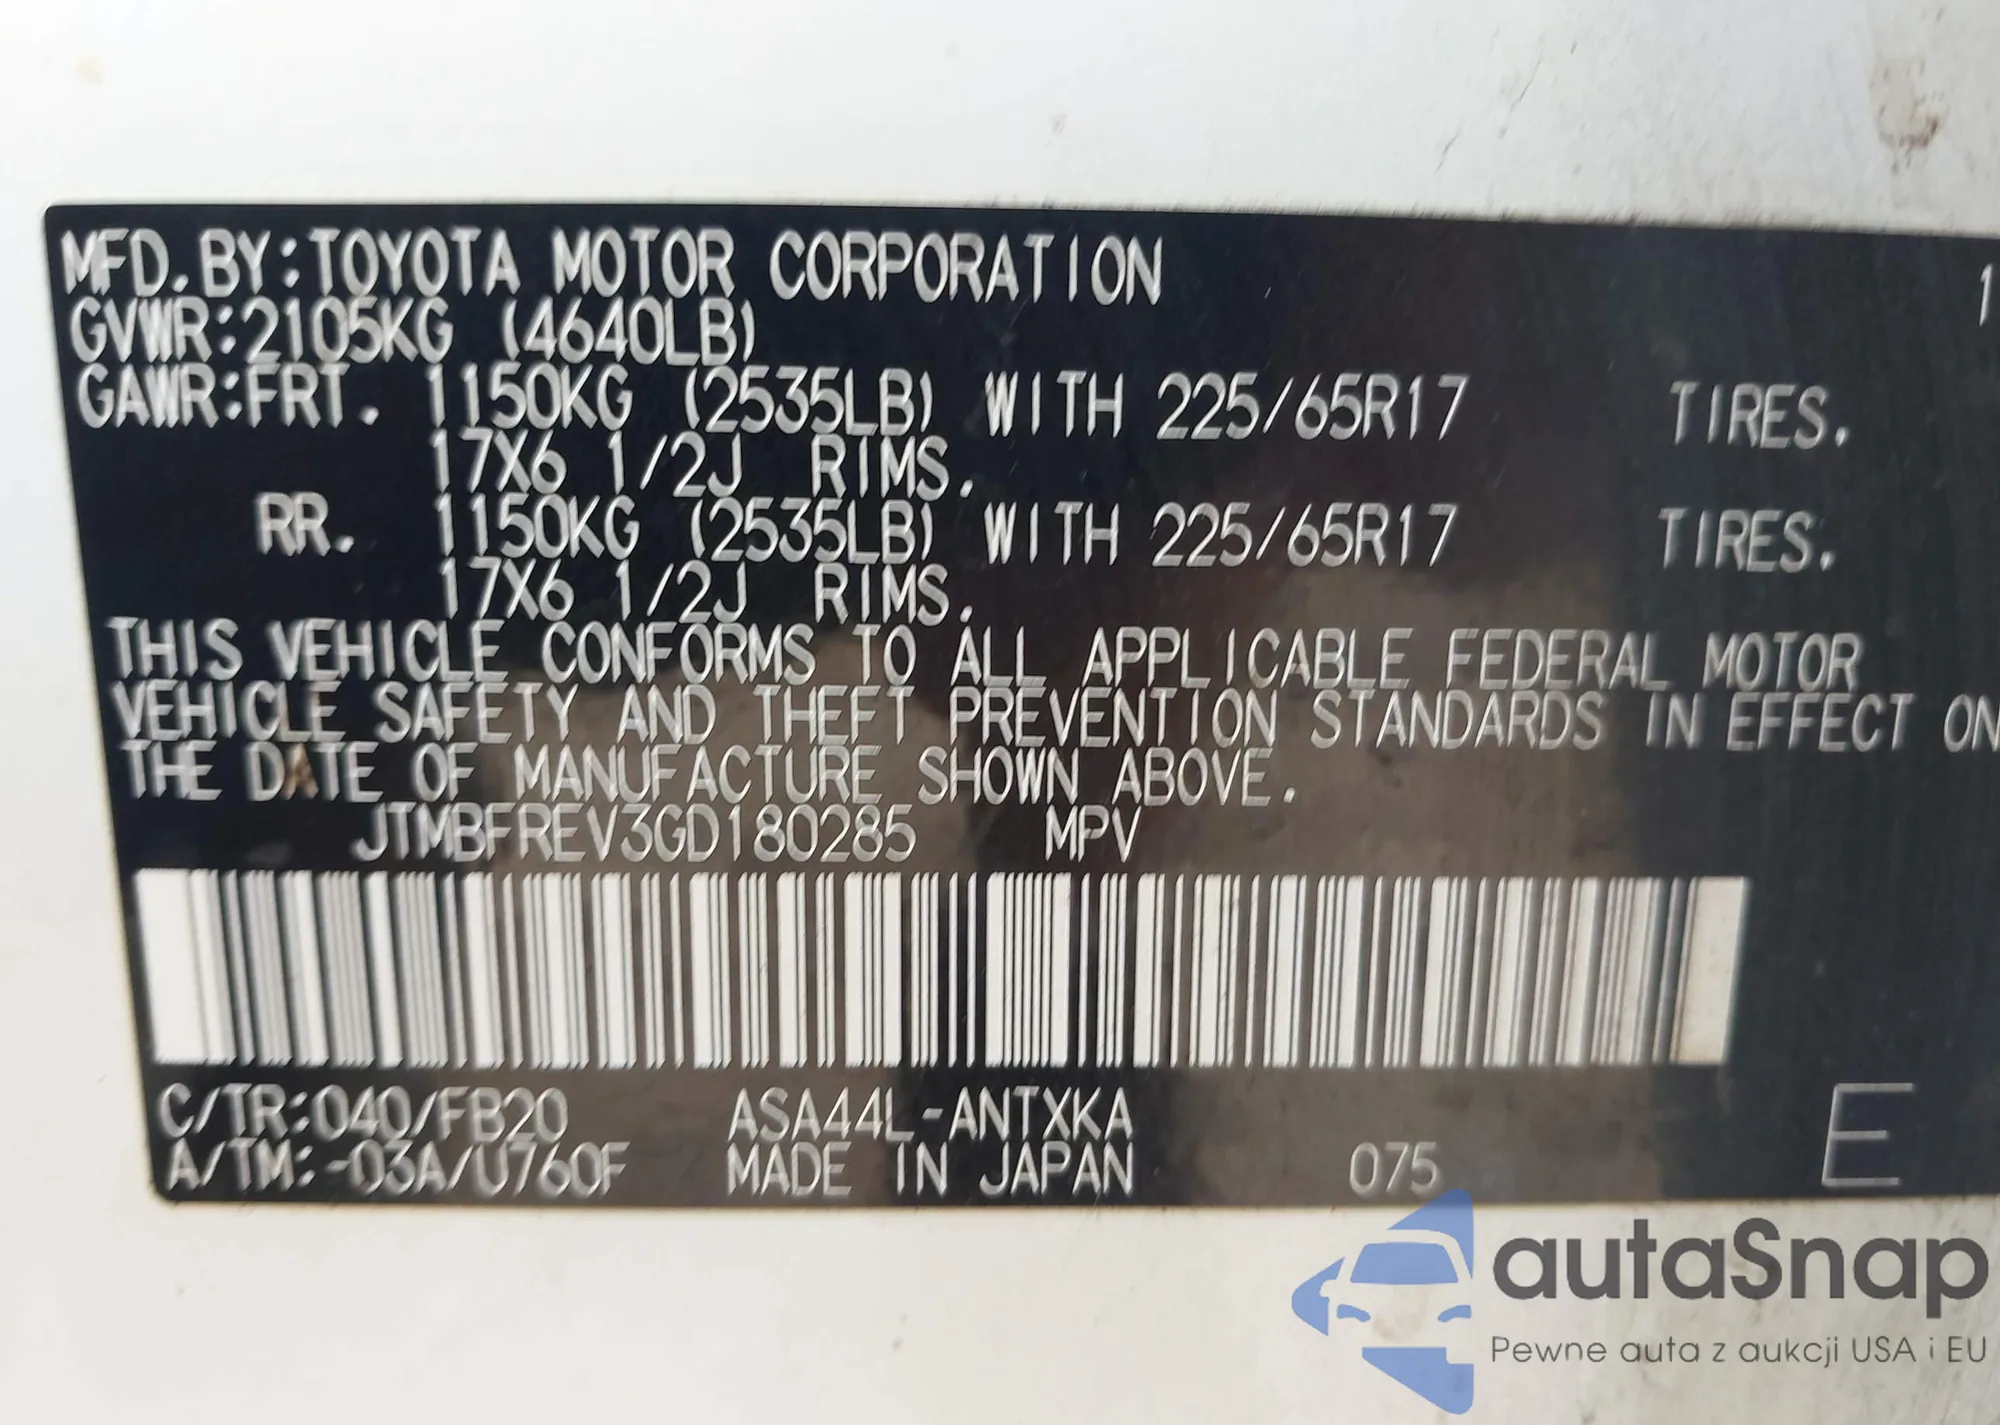 MFD.BY:TOYOTA MOTOR CORPORATION 1
GVWR:2105KG (4640LB)
GAWR:FRT. 1150KG (2535LB) WITH 225/65R17 TIRES.
17X6 1/2J RIMS.
RR. 1150KG (2535LB) WITH 225/65R17 TIRES.
17X6 1/2J RIMS.
THIS VEHICLE CONFORMS TO ALL APPLICABLE FEDERAL MOTOR
VEHICLE SAFETY AND THEFT PREVENTION STANDARDS IN EFFECT ON
THE DATE OF MANUFACTURE SHOWN ABOVE.
JTMBFREV3GD180285 MPV
C/TR:040/FB20 ASA44L-ANTXKA
A/TM:-03A/U760F MADE IN JAPAN 075 E
autaSnap
Pewne auta z aukcji USA i EU